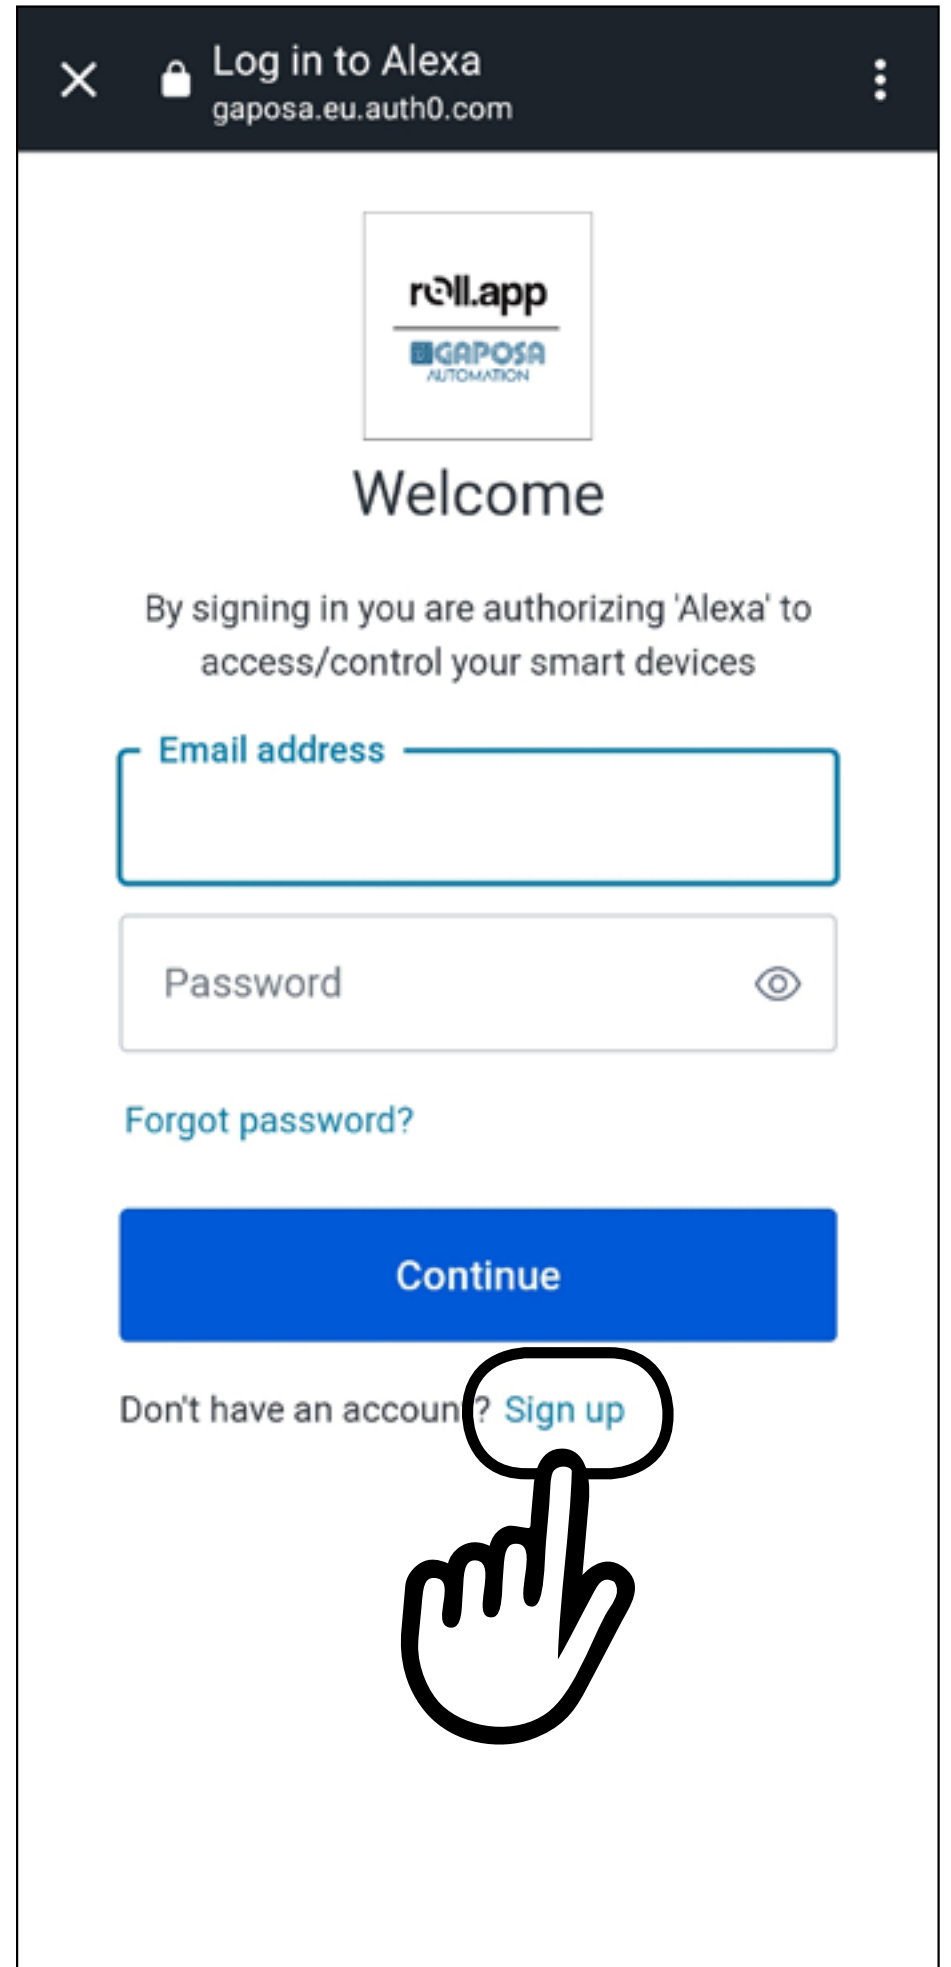 Log in to Alexa
gaposa.eu.auth0.com
roll.app
GAPOSA
AUTOMATION
Welcome
By signing in you are authorizing 'Alexa' to
access/control your smart devices
Email address
Password
Forgot password?
Continue
Don't have an account? Sign up